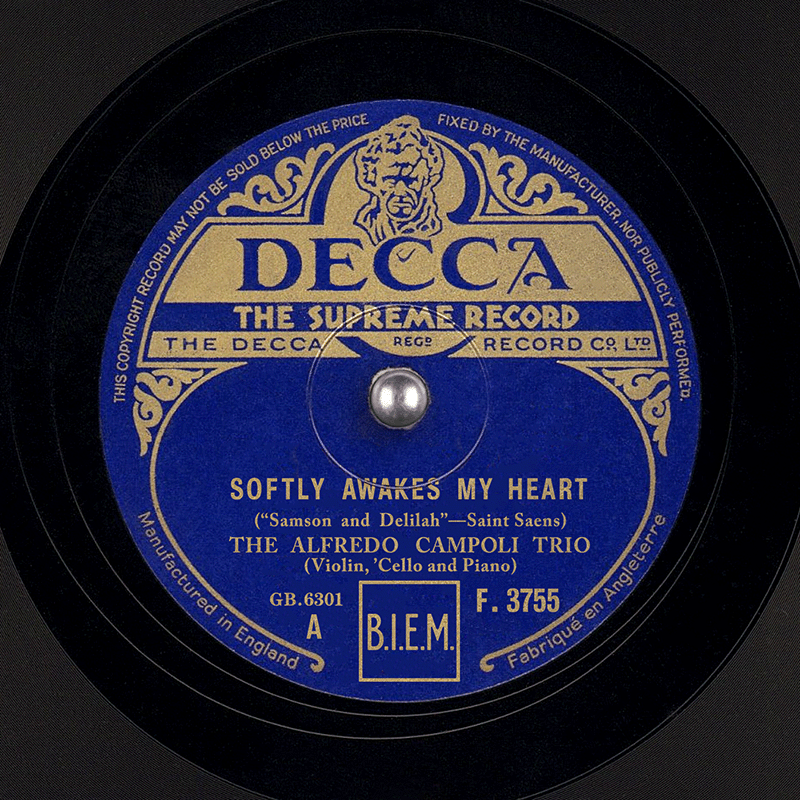 THIS COPYRIGHT RECORD MAY NOT BE SOLD BELOW THE PRICE FIXED BY THE MANUFACTURER, NOR PUBLICLY PERFORMED.
DECCA
THE SUPREME RECORD
THE DECCA REGD RECORD CO. LTD
SOFTLY AWAKES MY HEART
(“Samson and Delilah”—Saint Saens)
THE ALFREDO CAMPOLI TRIO
(Violin, ’Cello and Piano)
GB.6301 F. 3755
A
B.I.E.M.
Manufactured in England
Fabriqué en Angleterre